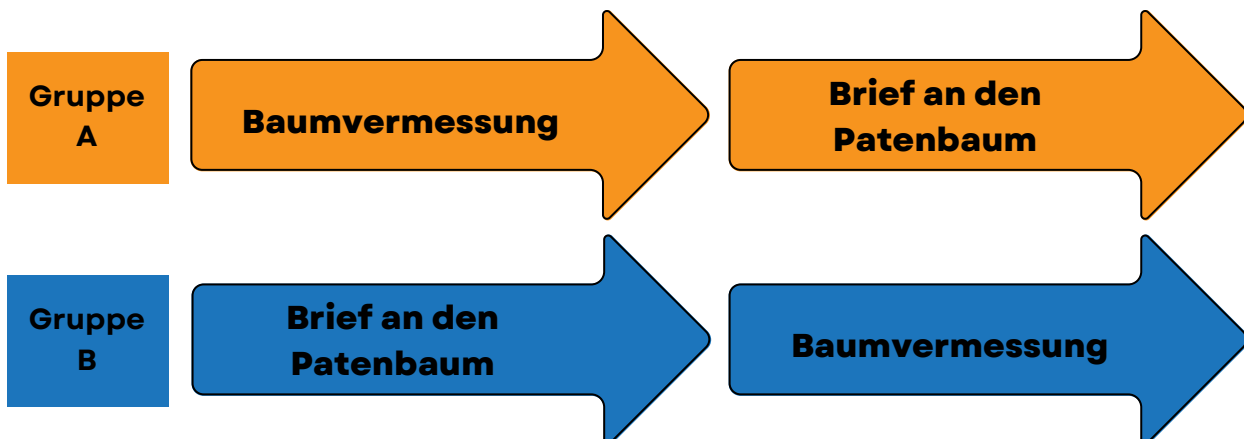 Gruppe
A
Baumvermessung
Brief an den
Patenbaum
Gruppe
B
Brief an den
Patenbaum
Baumvermessung